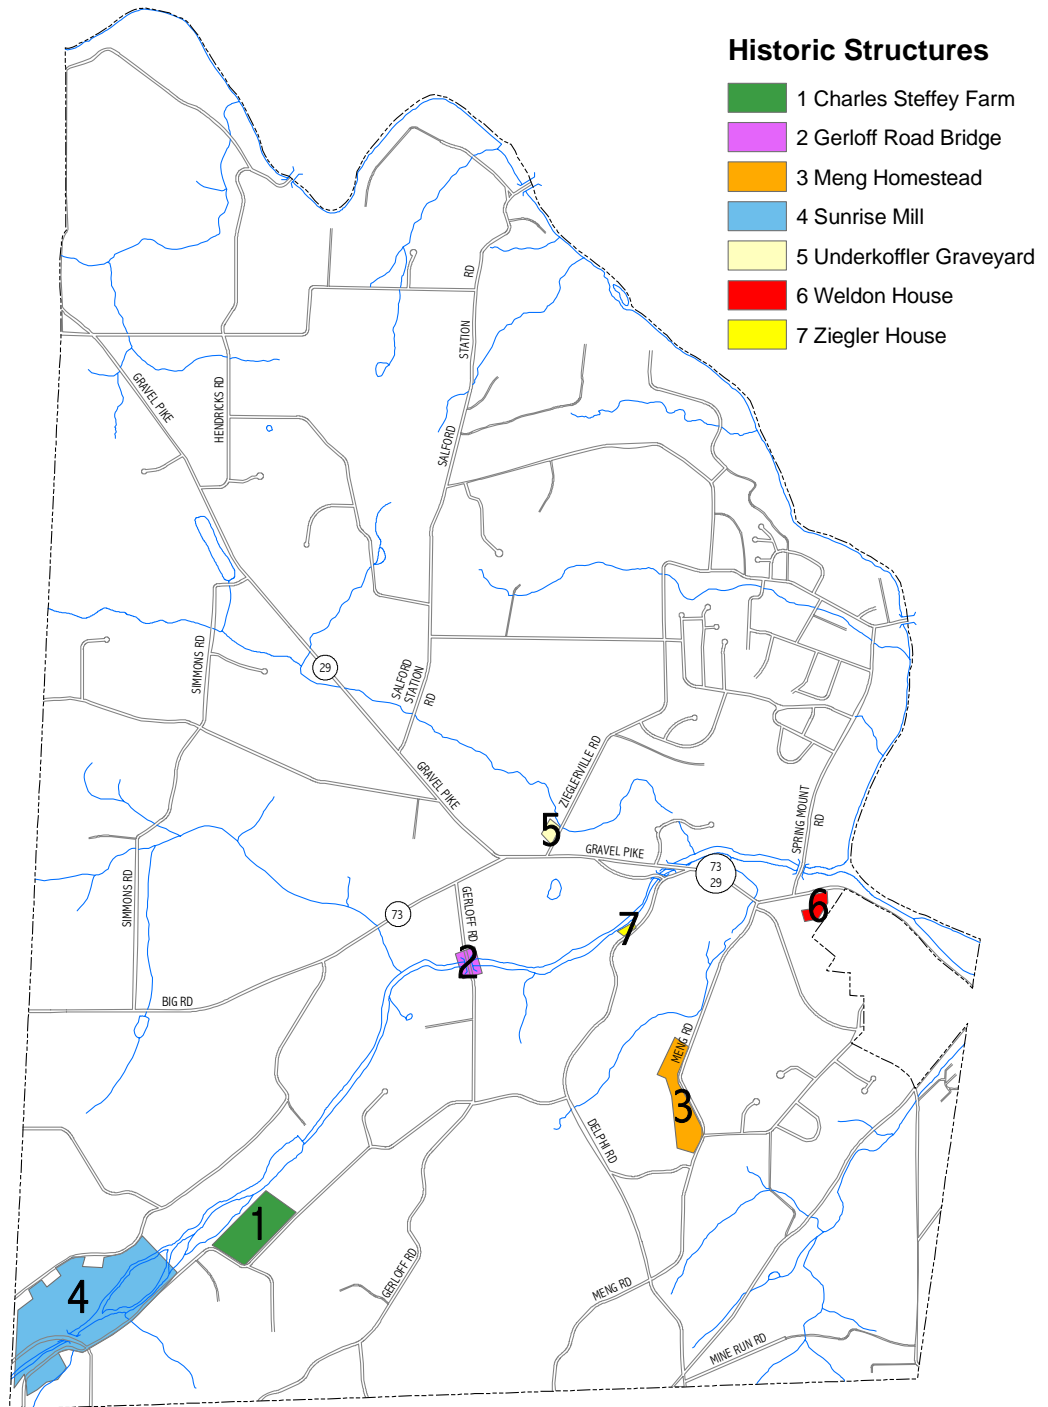 Historic Structures
1 Charles Steffey Farm
2 Gerloff Road Bridge
3 Meng Homestead
4 Sunrise Mill
5 Underkoffler Graveyard
6 Weldon House
7 Ziegler House
RD
STATION
SALFORD
GRAVEL PIKE
HENDRICKS RD
SIMMONS RD
29
SALFORD
STATION
RD
GRAVEL PIKE
ZIEGLERVILLE RD
SPRING MOUNT
RD
5
GRAVEL PIKE
73
29
SIMMONS RD
GERLOFF RD
73
6
7
2
BIG RD
MENG RD
3
DELPHI RD
1
GERLOFF RD
4
MENG RD
MINE RUN RD